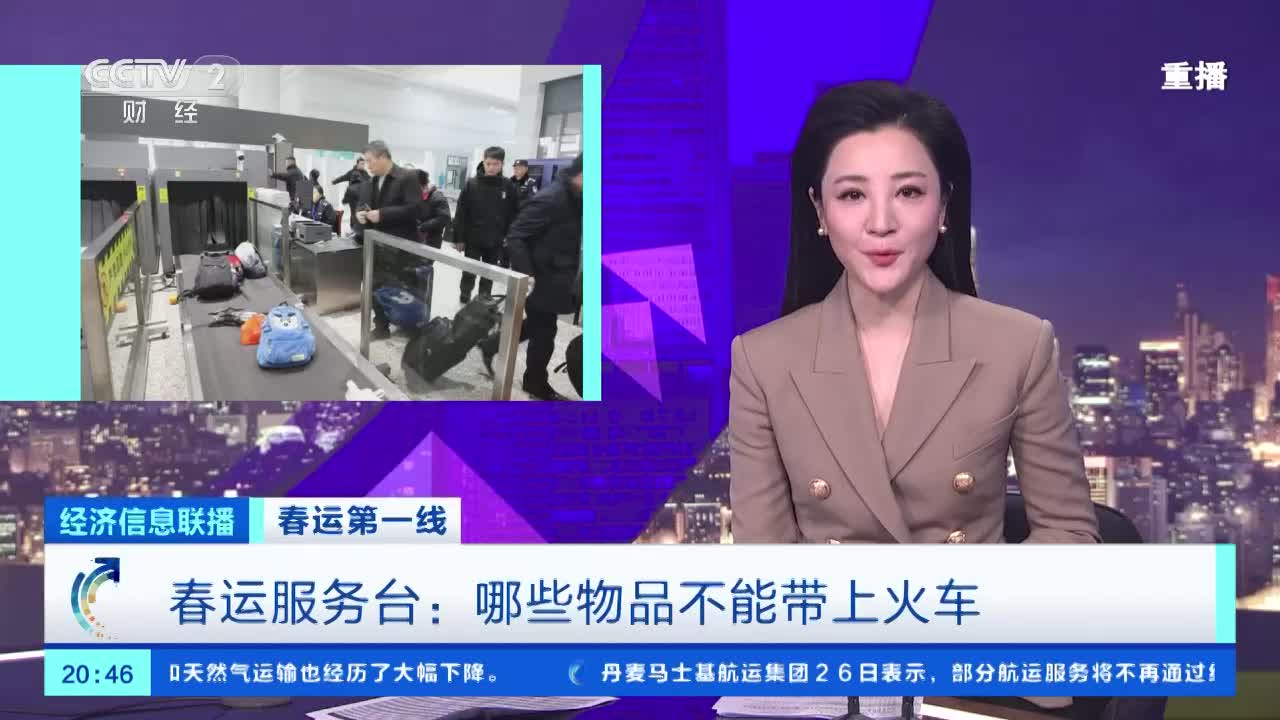 CCTV 2
财经
重播
经济信息联播
春运第一线
春运服务台：哪些物品不能带上火车
20:46
天然气运输也经历了大幅下降。
丹麦马士基航运集团26日表示，部分航运服务将不再通过